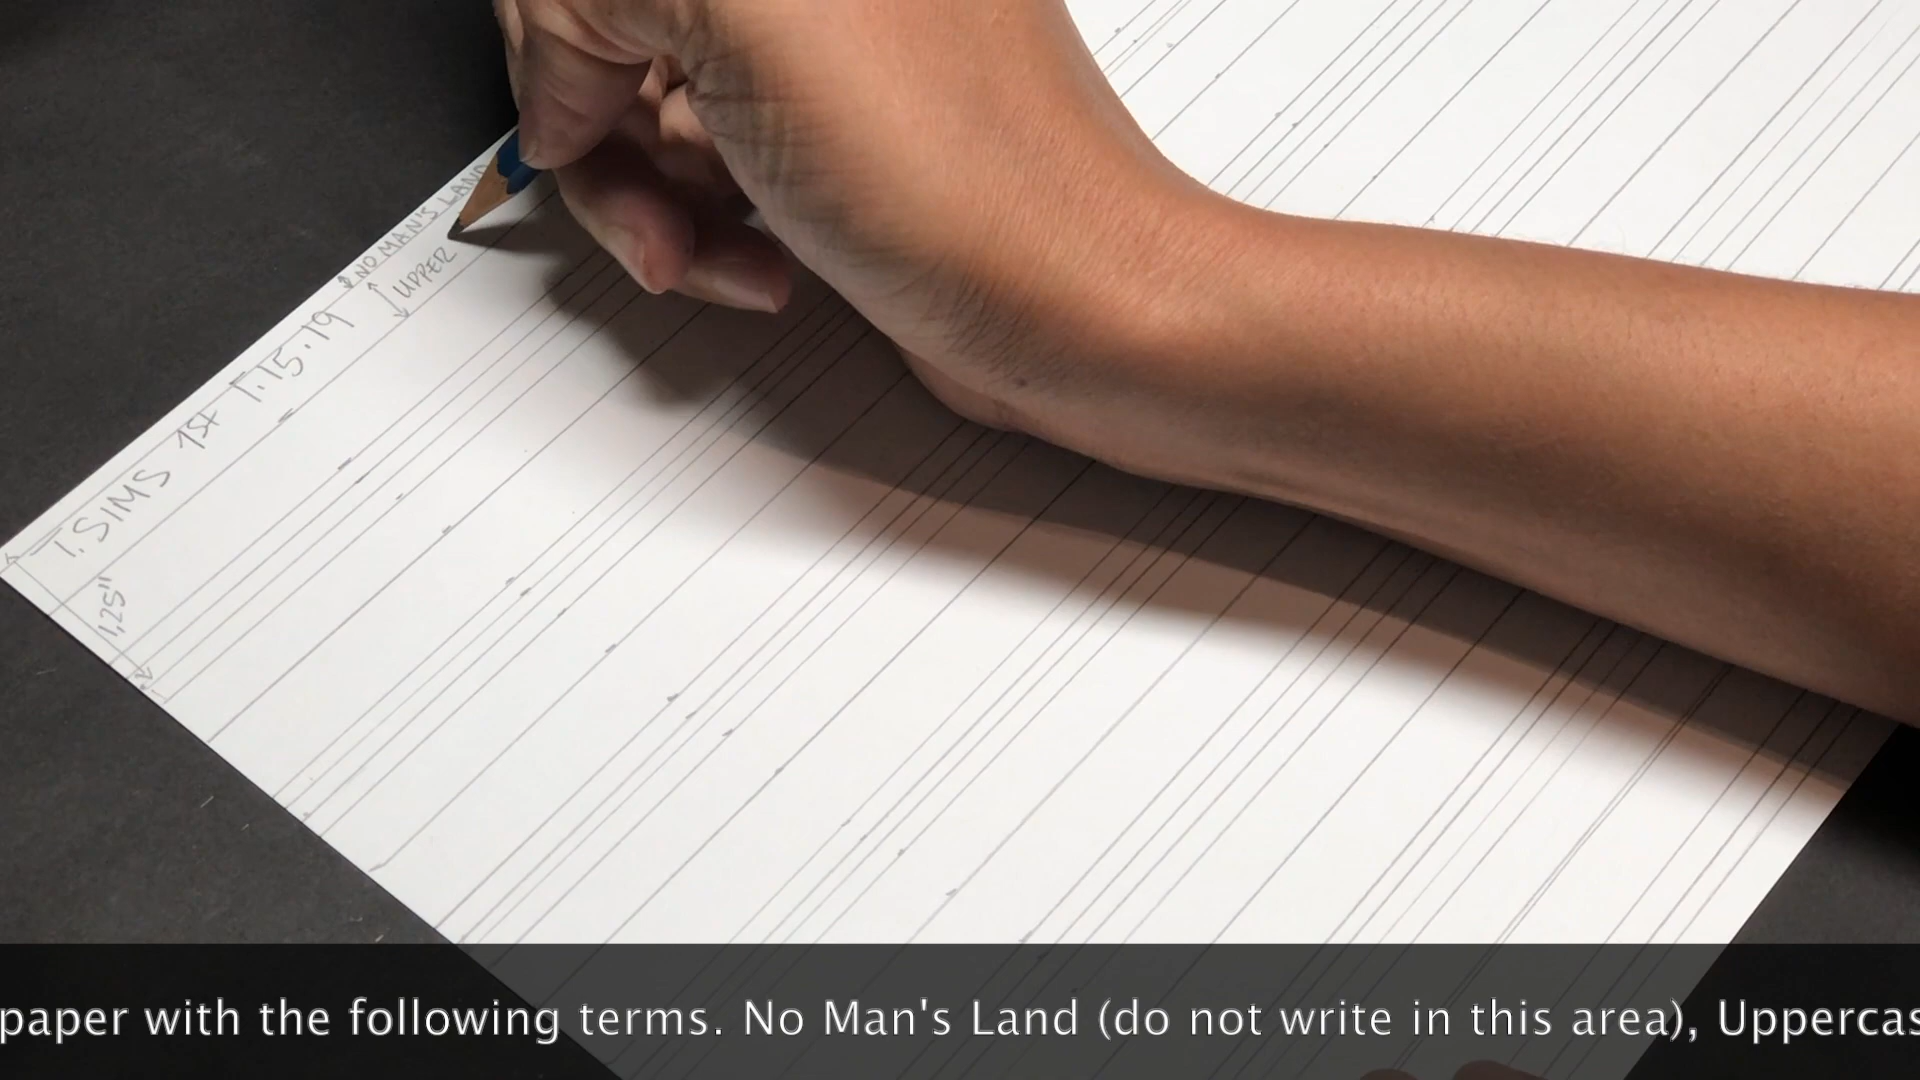 NO MAN'S LAND
UPPER
T. SIMS 1st 1.15.19
1.25"
paper with the following terms. No Man's Land (do not write in this area), Uppercas